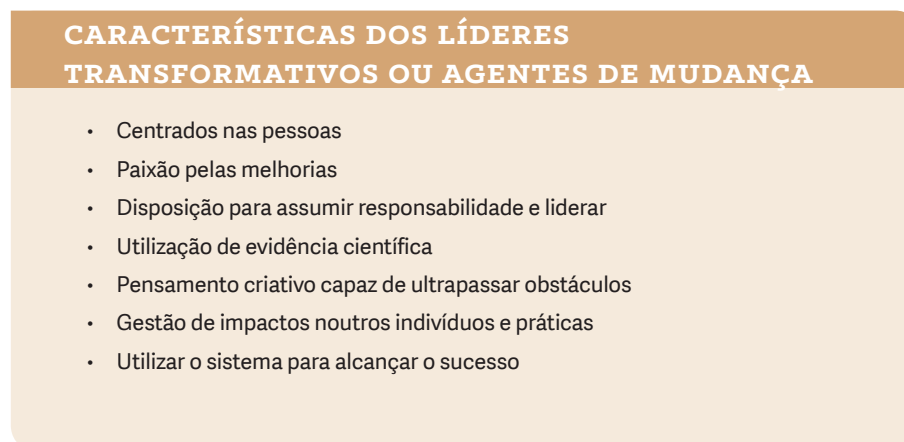 CARACTERÍSTICAS DOS LÍDERES
TRANSFORMATIVOS OU AGENTES DE MUDANÇA
• Centrados nas pessoas
• Paixão pelas melhorias
• Disposição para assumir responsabilidade e liderar
• Utilização de evidência científica
• Pensamento criativo capaz de ultrapassar obstáculos
• Gestão de impactos noutros indivíduos e práticas
• Utilizar o sistema para alcançar o sucesso